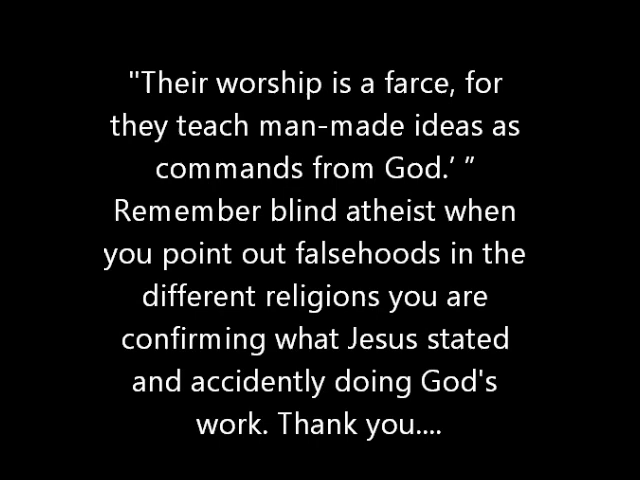 "Their worship is a farce, for
they teach man-made ideas as
commands from God.’ ”
Remember blind atheist when
you point out falsehoods in the
different religions you are
confirming what Jesus stated
and accidently doing God's
work. Thank you....